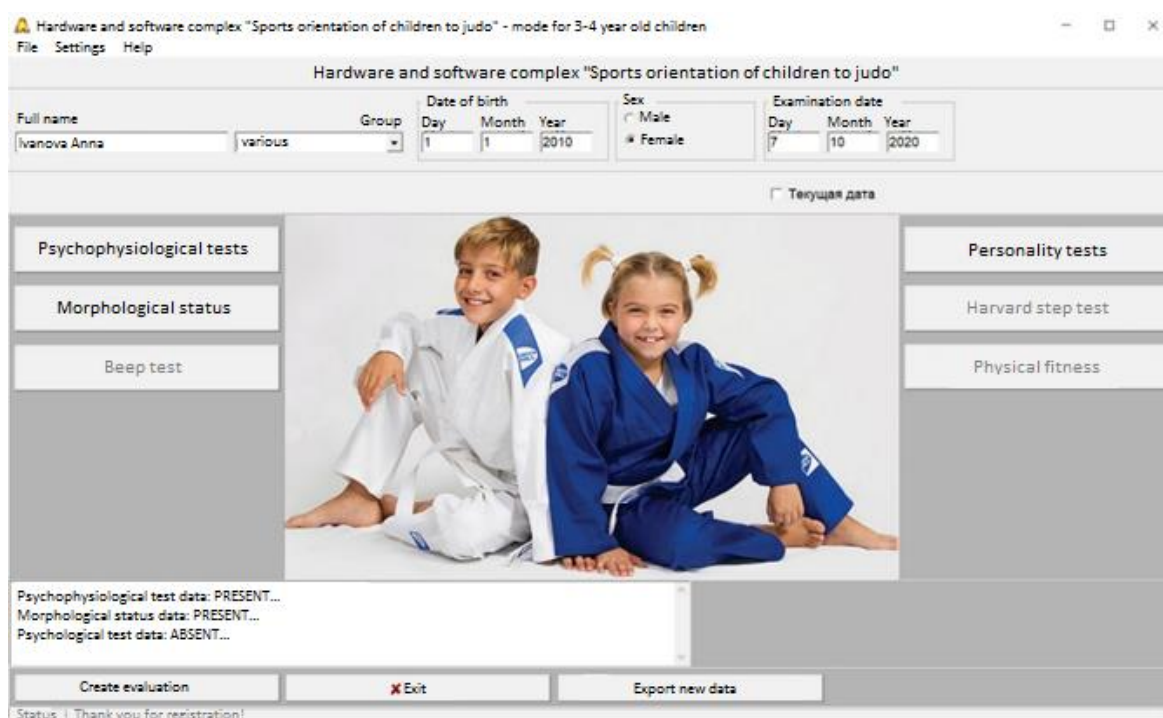 Hardware and software complex "Sports orientation of children to judo" - mode for 3-4 year old children
File Settings Help
Hardware and software complex "Sports orientation of children to judo"
Full name Group
Ivanova Anna various
Date of birth
Day Month Year
1 1 2010
Sex
Male
Female
Examination date
Day Month Year
7 10 2020
Текущая дата
Psychophysiological tests
Morphological status
Beep test
Personality tests
Harvard step test
Physical fitness
Psychophysiological test data: PRESENT...
Morphological status data: PRESENT...
Psychological test data: ABSENT...
Create evaluation Exit Export new data
Status Thank you for registration!